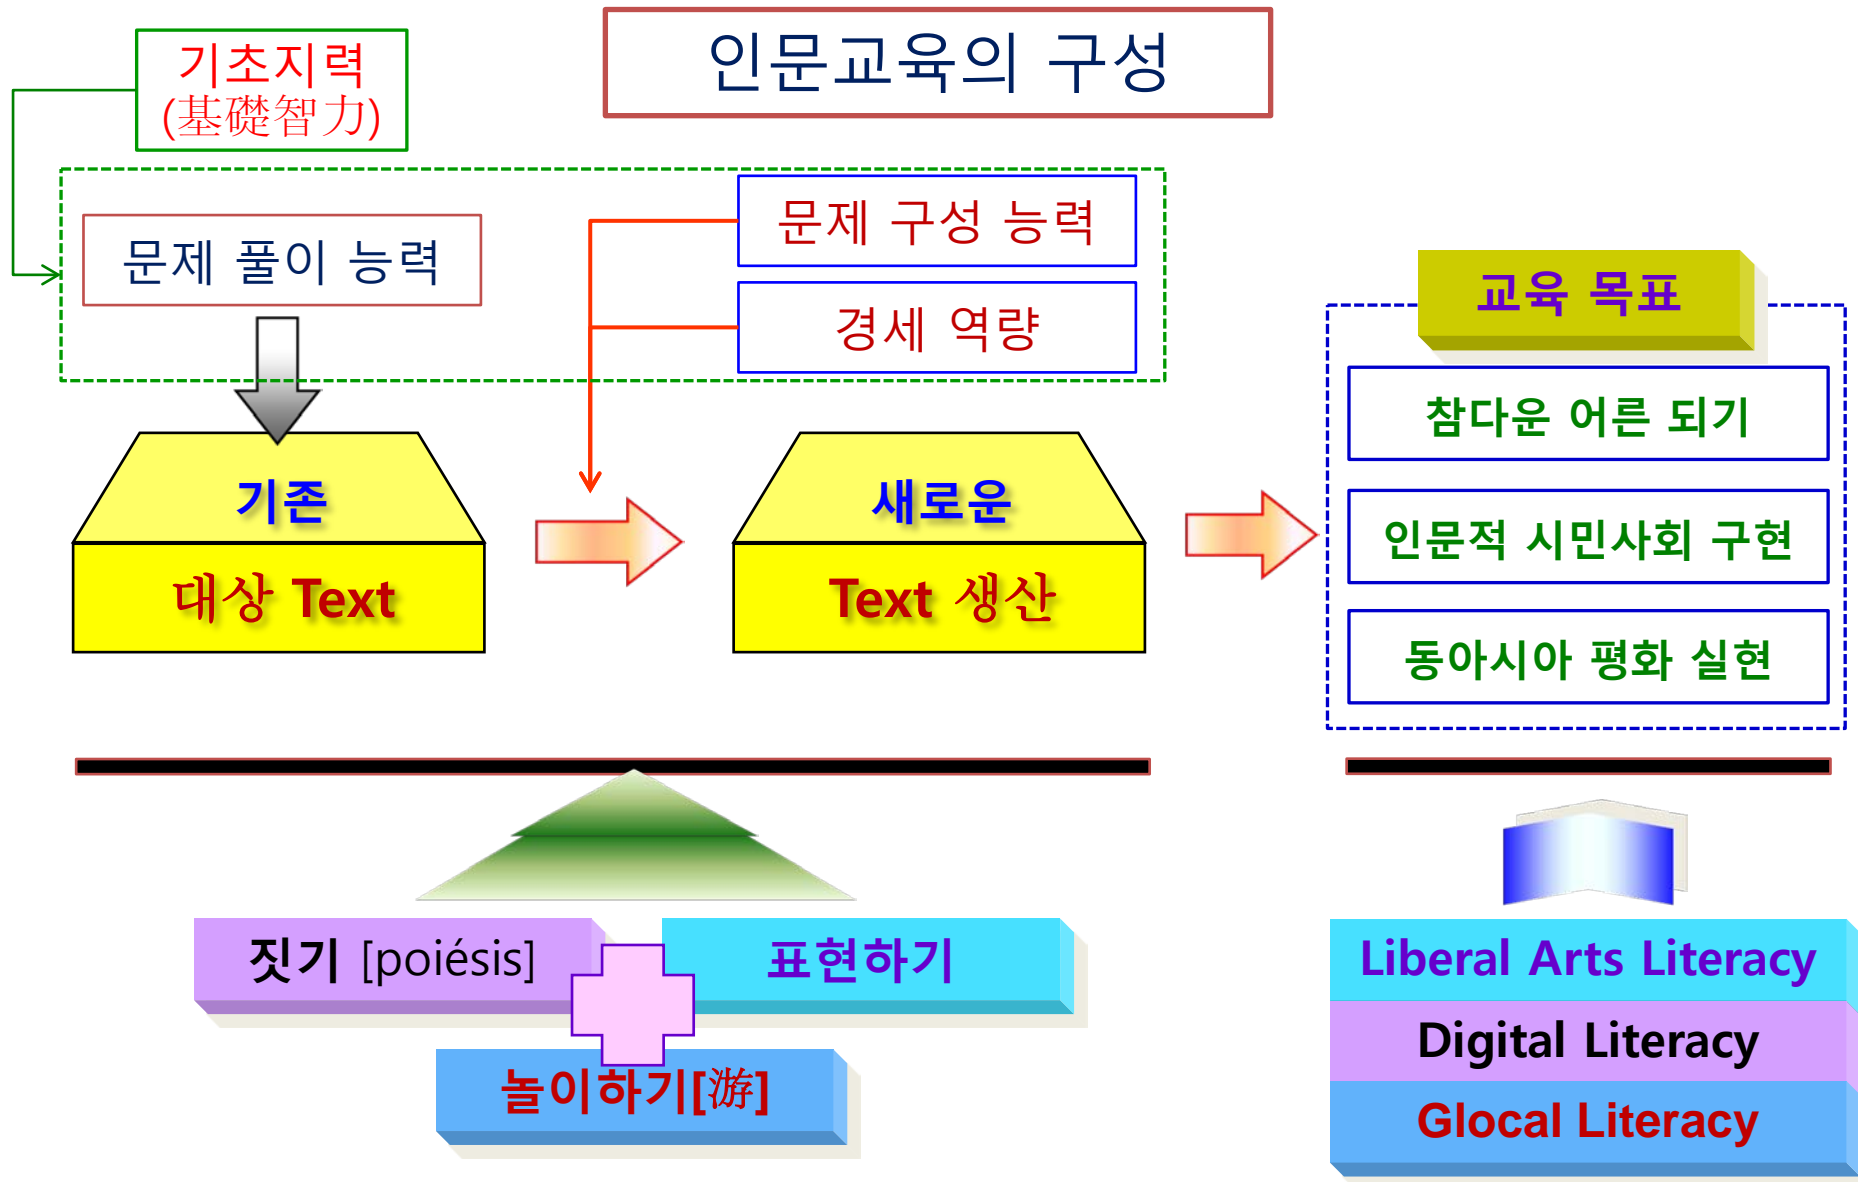 인문교육의 구성
기초지력
(基礎智力)
문제 풀이 능력
문제 구성 능력
경세 역량
기존
대상 Text
새로운
Text 생산
교육 목표
참다운 어른 되기
인문적 시민사회 구현
동아시아 평화 실현
짓기 [poiésis]
표현하기
놀이하기[游]
Liberal Arts Literacy
Digital Literacy
Glocal Literacy